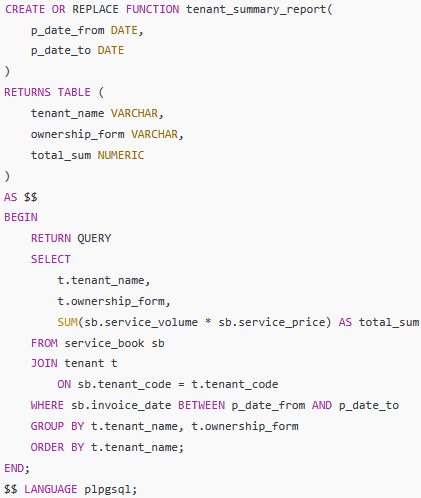 CREATE OR REPLACE FUNCTION tenant_summary_report(
    p_date_from DATE,
    p_date_to DATE
)
RETURNS TABLE (
    tenant_name VARCHAR,
    ownership_form VARCHAR,
    total_sum NUMERIC
)
AS $$
BEGIN
    RETURN QUERY
    SELECT
        t.tenant_name,
        t.ownership_form,
        SUM(sb.service_volume * sb.service_price) AS total_sum
    FROM service_book sb
    JOIN tenant t
        ON sb.tenant_code = t.tenant_code
    WHERE sb.invoice_date BETWEEN p_date_from AND p_date_to
    GROUP BY t.tenant_name, t.ownership_form
    ORDER BY t.tenant_name;
END;
$$ LANGUAGE plpgsql;